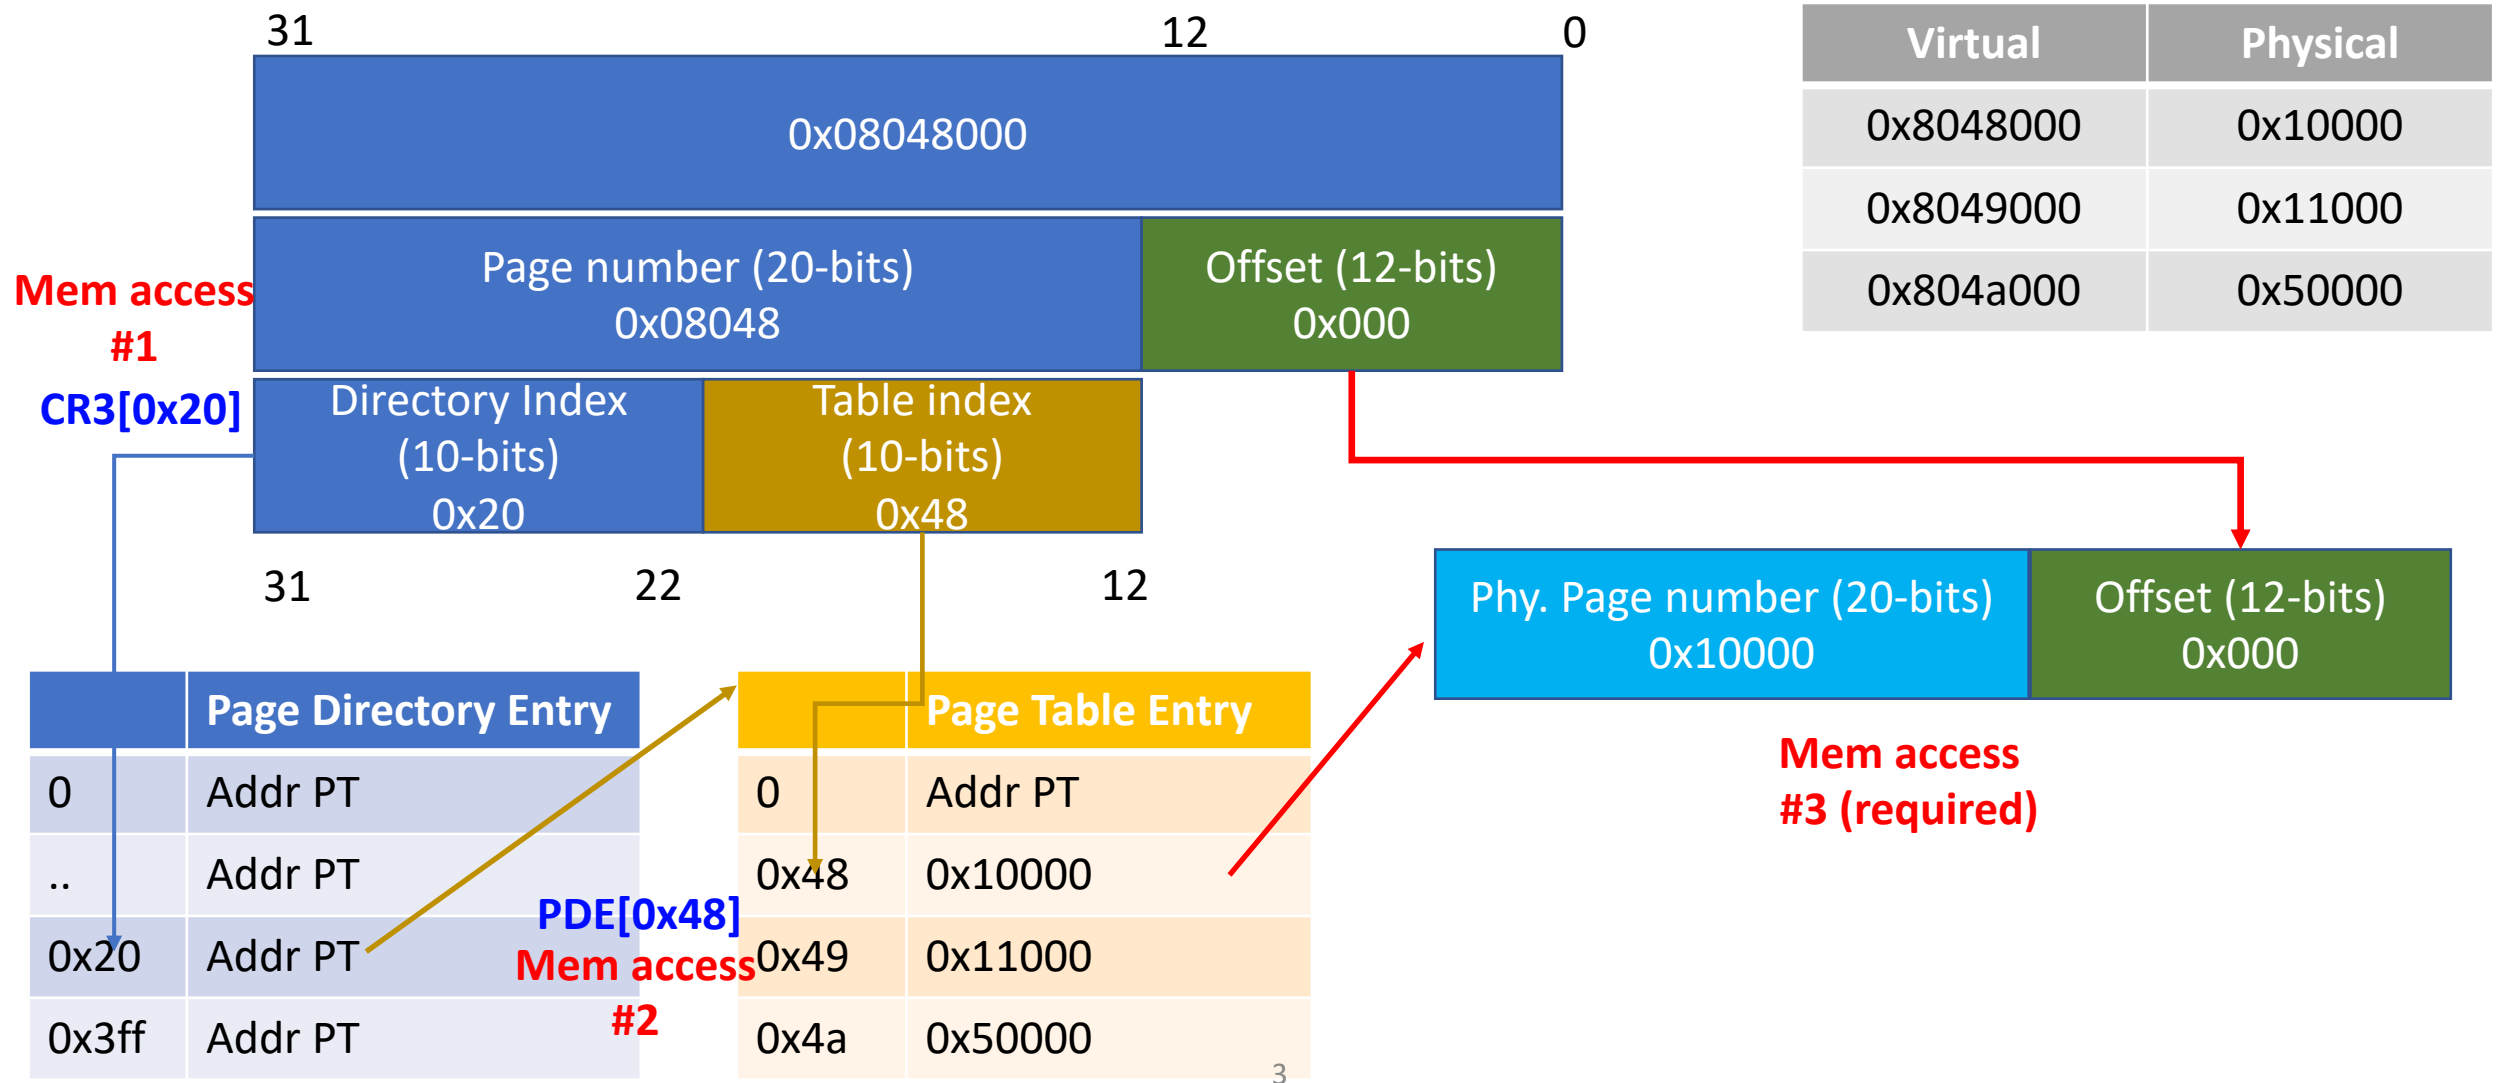 31 12 0
0x08048000
Page number (20-bits)
0x08048
Offset (12-bits)
0x000
Mem access
#1
CR3[0x20]
Directory Index
(10-bits)
0x20
Table index
(10-bits)
0x48
31 22 12
Virtual Physical
0x8048000 0x10000
0x8049000 0x11000
0x804a000 0x50000
Phy. Page number (20-bits)
0x10000
Offset (12-bits)
0x000
Mem access
#3 (required)
Page Directory Entry
0 Addr PT
.. Addr PT
0x20 Addr PT
0x3ff Addr PT
PDE[0x48]
Mem access
#2
Page Table Entry
0 Addr PT
0x48 0x10000
0x49 0x11000
0x4a 0x50000
3